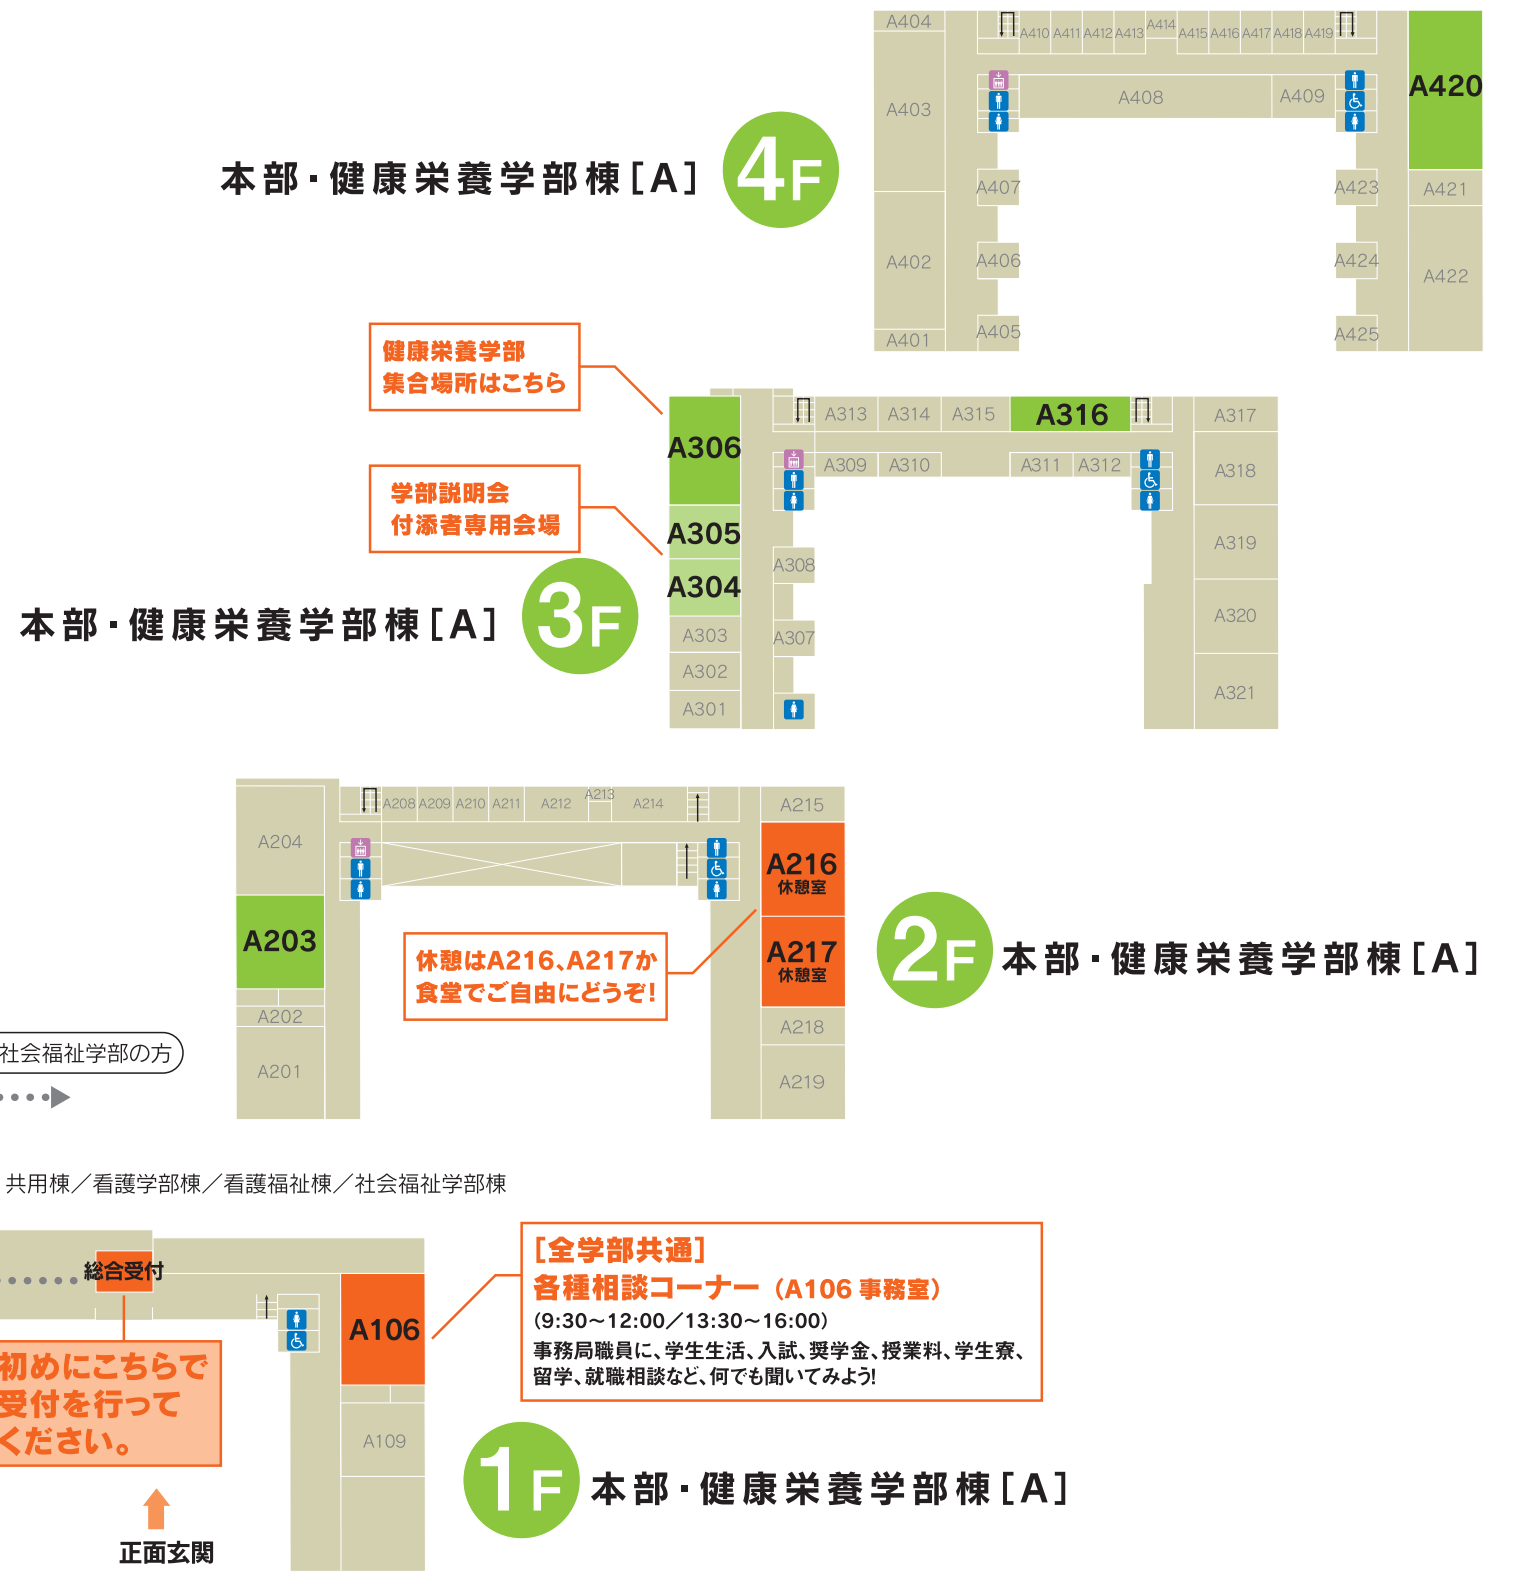 A404
A410
A411
A412
A413
A414
A415
A416
A417
A418
A419
A420
A403
A408
A409
本部・健康栄養学部棟[A]
4F
A407
A423
A421
A402
A406
A424
A422
A401
A405
A425
健康栄養学部
集合場所はこちら
A306
A313
A314
A315
A316
A317
A309
A310
A311
A312
A318
学部説明会
付添者専用会場
A305
A319
A304
A308
本部・健康栄養学部棟[A]
3F
A303
A307
A320
A302
A301
A321
A204
A208
A209
A210
A211
A212
A213
A214
A215
A216
休憩室
A203
A217
休憩室
休憩はA216、A217か
食堂でご自由にどうぞ!
2F
本部・健康栄養学部棟[A]
A202
A218
社会福祉学部の方
A201
A219
共用棟／看護学部棟／看護福祉棟／社会福祉学部棟
総合受付
A106
[全学部共通]
各種相談コーナー（A106 事務室）
(9:30～12:00／13:30～16:00)
事務局職員に、学生生活、入試、奨学金、授業料、学生寮、
留学、就職相談など、何でも聞いてみよう!
初めにこちらで
受付を行って
ください。
A109
1F
本部・健康栄養学部棟[A]
正面玄関